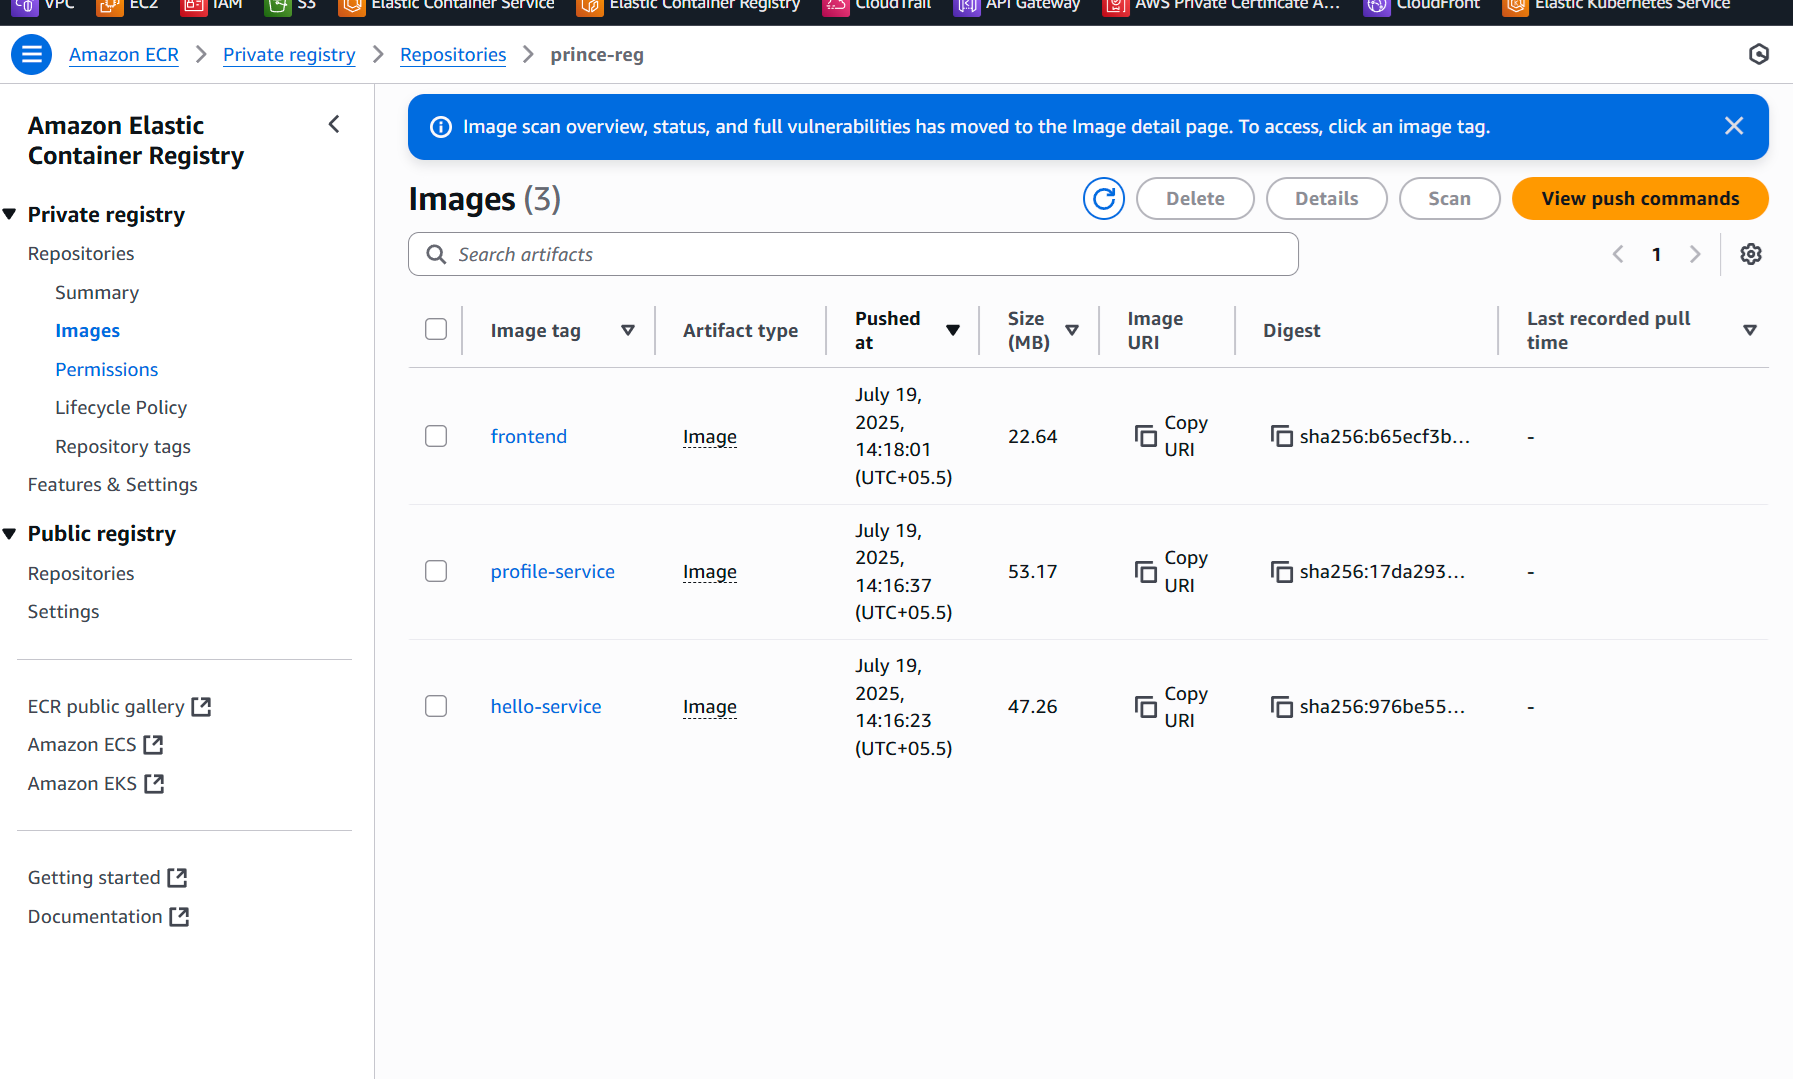 VPC EC2 IAM S3 Elastic Container Service Elastic Container Registry CloudTrail API Gateway AWS Private Certificate A... CloudFront Elastic Kubernetes Service
Amazon ECR Private registry Repositories prince-reg
Amazon Elastic
Container Registry
Private registry
Repositories
Summary
Images
Permissions
Lifecycle Policy
Repository tags
Features & Settings
Public registry
Repositories
Settings
ECR public gallery
Amazon ECS
Amazon EKS
Getting started
Documentation
Image scan overview, status, and full vulnerabilities has moved to the Image detail page. To access, click an image tag.
Images (3)
Delete
Details
Scan
View push commands
Search artifacts
1
Image tag
Artifact type
Pushed
at
Size
(MB)
Image
URI
Digest
Last recorded pull
time
frontend
Image
July 19,
2025,
14:18:01
(UTC+05.5)
22.64
Copy
URI
sha256:b65ecf3b...
-
profile-service
Image
July 19,
2025,
14:16:37
(UTC+05.5)
53.17
Copy
URI
sha256:17da293...
-
hello-service
Image
July 19,
2025,
14:16:23
(UTC+05.5)
47.26
Copy
URI
sha256:976be55...
-